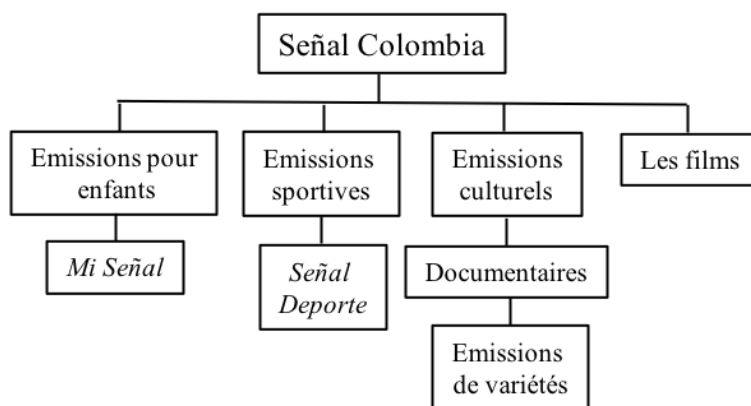 Señal Colombia
Emissions pour
enfants
Emissions
sportives
Emissions
culturels
Les films
Mi Señal
Señal
Deporte
Documentaires
Emissions
de variétés